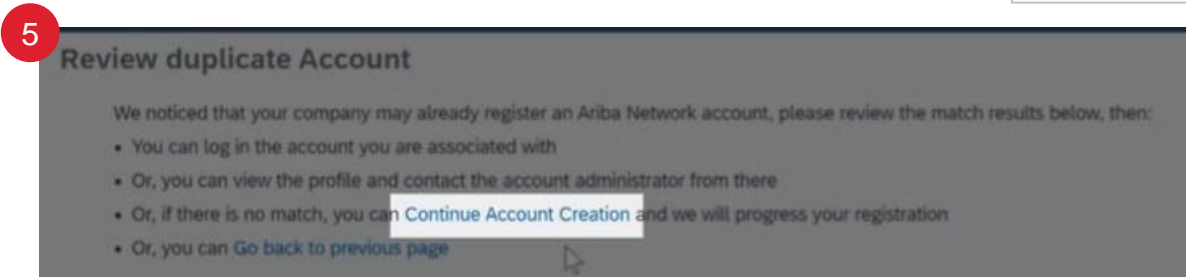 5
Review duplicate Account
We noticed that your company may already register an Ariba Network account, please review the match results below, then:
• You can log in the account you are associated with
• Or, you can view the profile and contact the account administrator from there
• Or, if there is no match, you can Continue Account Creation and we will progress your registration
• Or, you can Go back to previous page